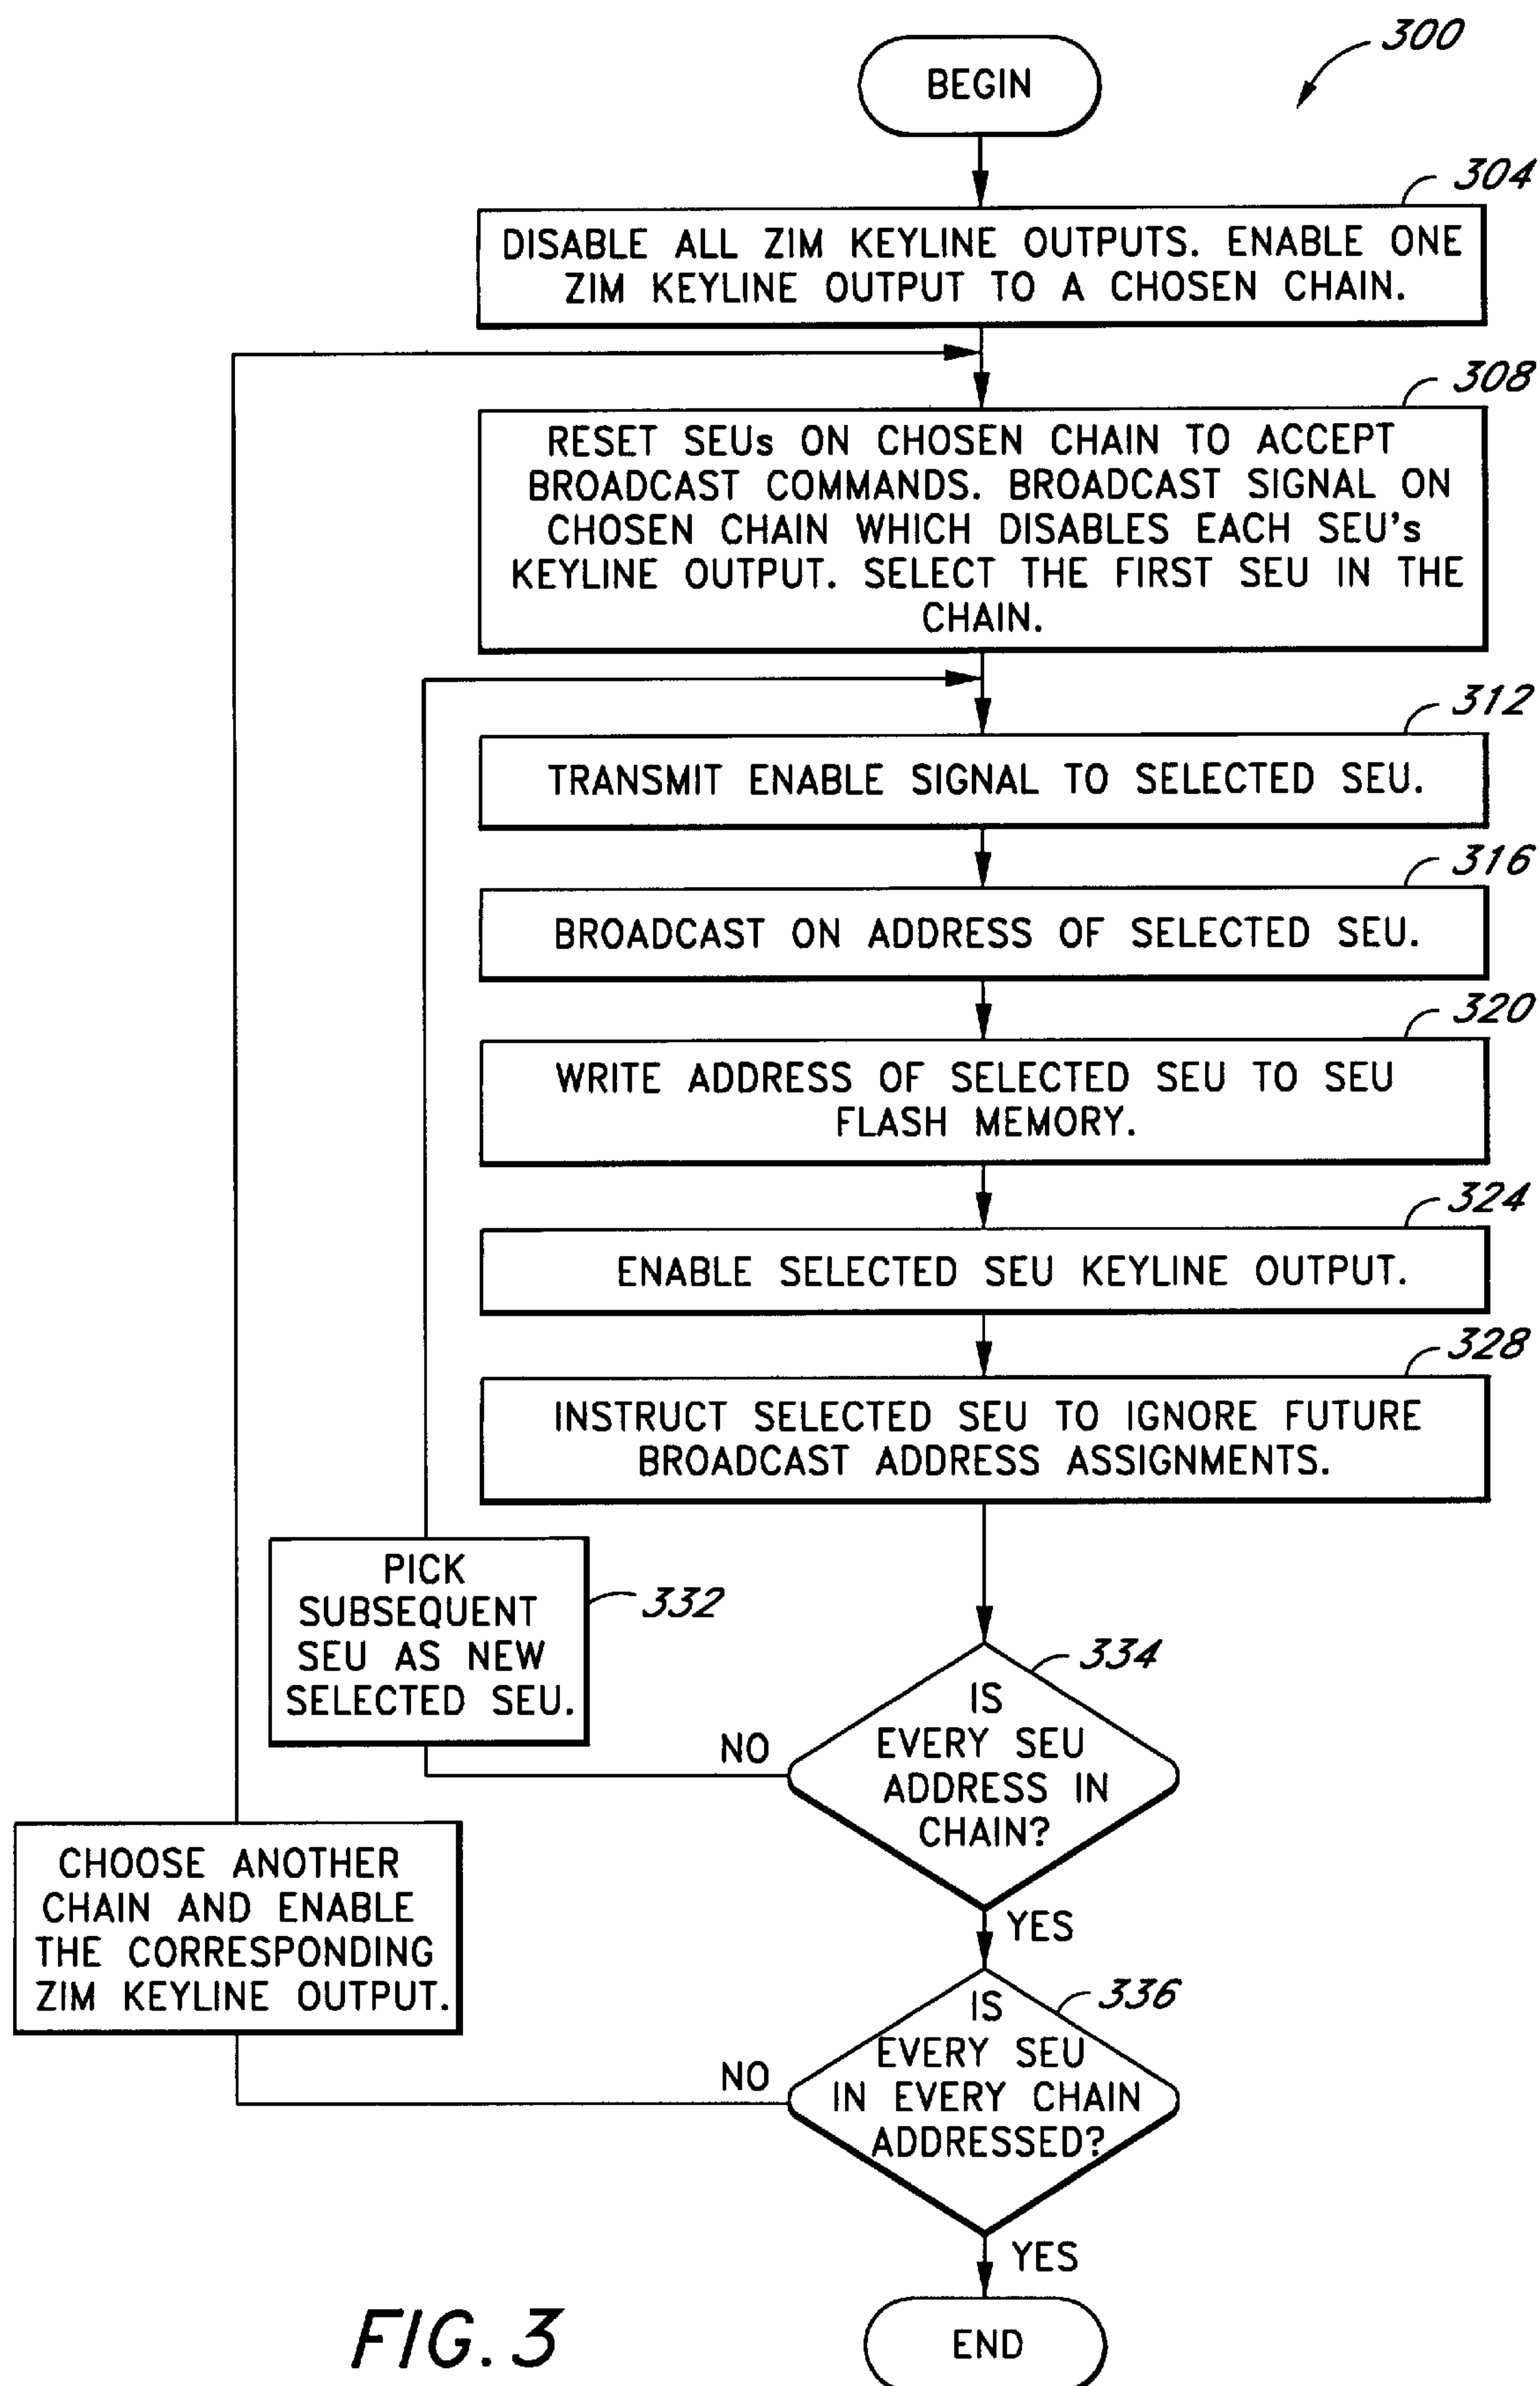 300
BEGIN
304
DISABLE ALL ZIM KEYLINE OUTPUTS. ENABLE ONE
ZIM KEYLINE OUTPUT TO A CHOSEN CHAIN.
308
RESET SEUs ON CHOSEN CHAIN TO ACCEPT
BROADCAST COMMANDS. BROADCAST SIGNAL ON
CHOSEN CHAIN WHICH DISABLES EACH SEU's
KEYLINE OUTPUT. SELECT THE FIRST SEU IN THE
CHAIN.
312
TRANSMIT ENABLE SIGNAL TO SELECTED SEU.
316
BROADCAST ON ADDRESS OF SELECTED SEU.
320
WRITE ADDRESS OF SELECTED SEU TO SEU
FLASH MEMORY.
324
ENABLE SELECTED SEU KEYLINE OUTPUT.
328
INSTRUCT SELECTED SEU TO IGNORE FUTURE
BROADCAST ADDRESS ASSIGNMENTS.
PICK
SUBSEQUENT
SEU AS NEW
SELECTED SEU.
332
334
IS
EVERY SEU
ADDRESS IN
CHAIN?
NO
YES
CHOOSE ANOTHER
CHAIN AND ENABLE
THE CORRESPONDING
ZIM KEYLINE OUTPUT.
336
IS
EVERY SEU
IN EVERY CHAIN
ADDRESSED?
NO
YES
END
FIG. 3